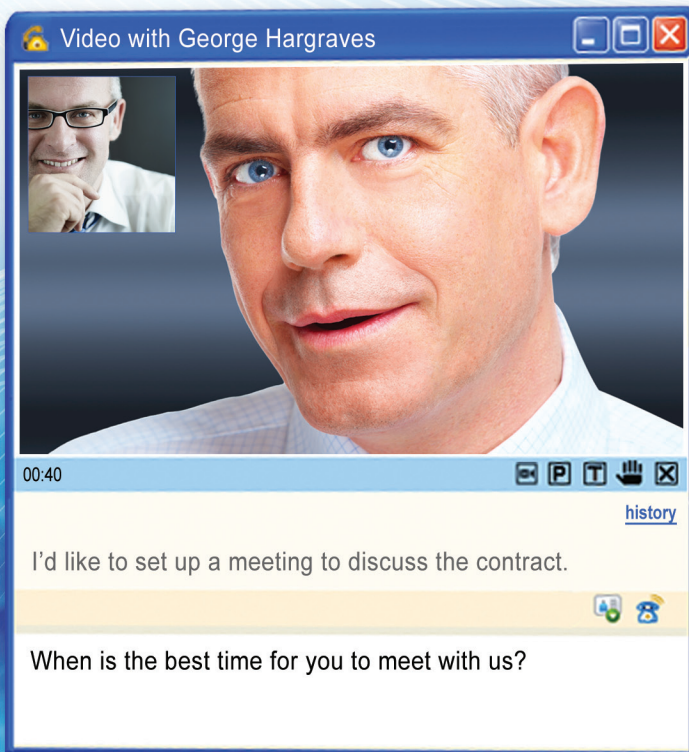 Video with George Hargraves
00:40
P
T
history
I'd like to set up a meeting to discuss the contract.
When is the best time for you to meet with us?